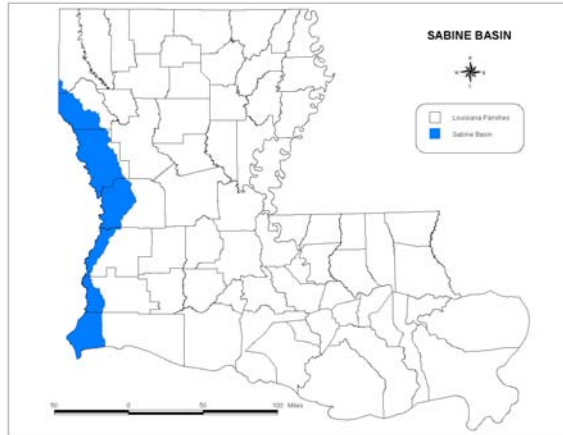 SABINE BASIN
N
W E
S
Louisiana Parishes
Sabine Basin
50 0 50 100 Miles